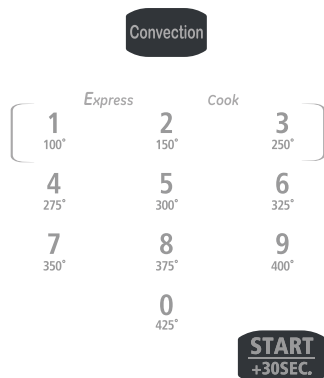 Convection
Express Cook
1 2 3
100° 150° 250°
4 5 6
275° 300° 325°
7 8 9
350° 375° 400°
0
425°
START
+30SEC.